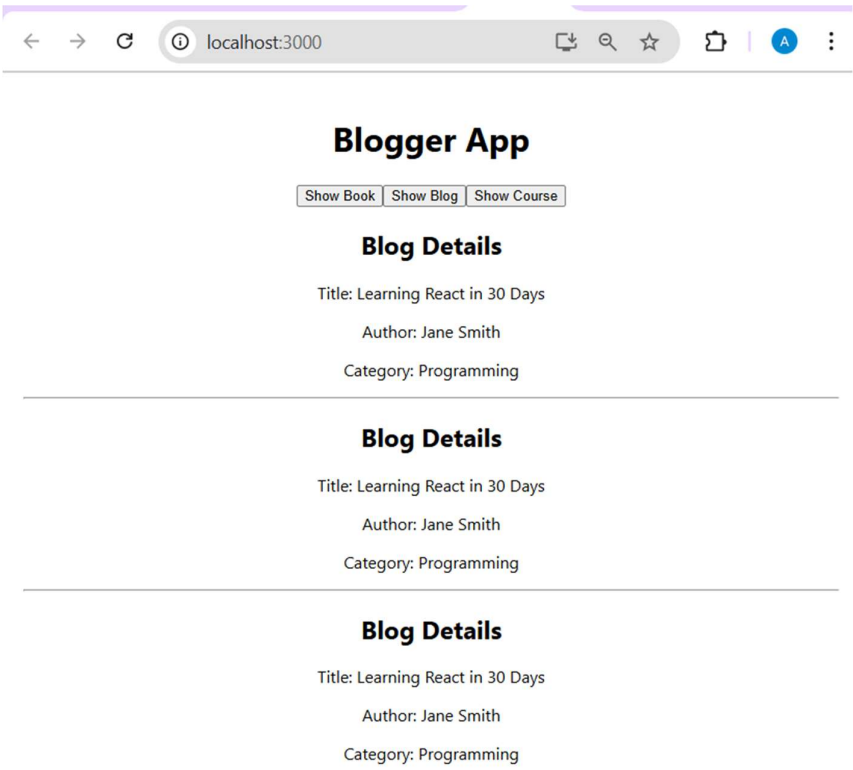 localhost:3000
A
Blogger App
Show Book Show Blog Show Course
Blog Details
Title: Learning React in 30 Days
Author: Jane Smith
Category: Programming
Blog Details
Title: Learning React in 30 Days
Author: Jane Smith
Category: Programming
Blog Details
Title: Learning React in 30 Days
Author: Jane Smith
Category: Programming